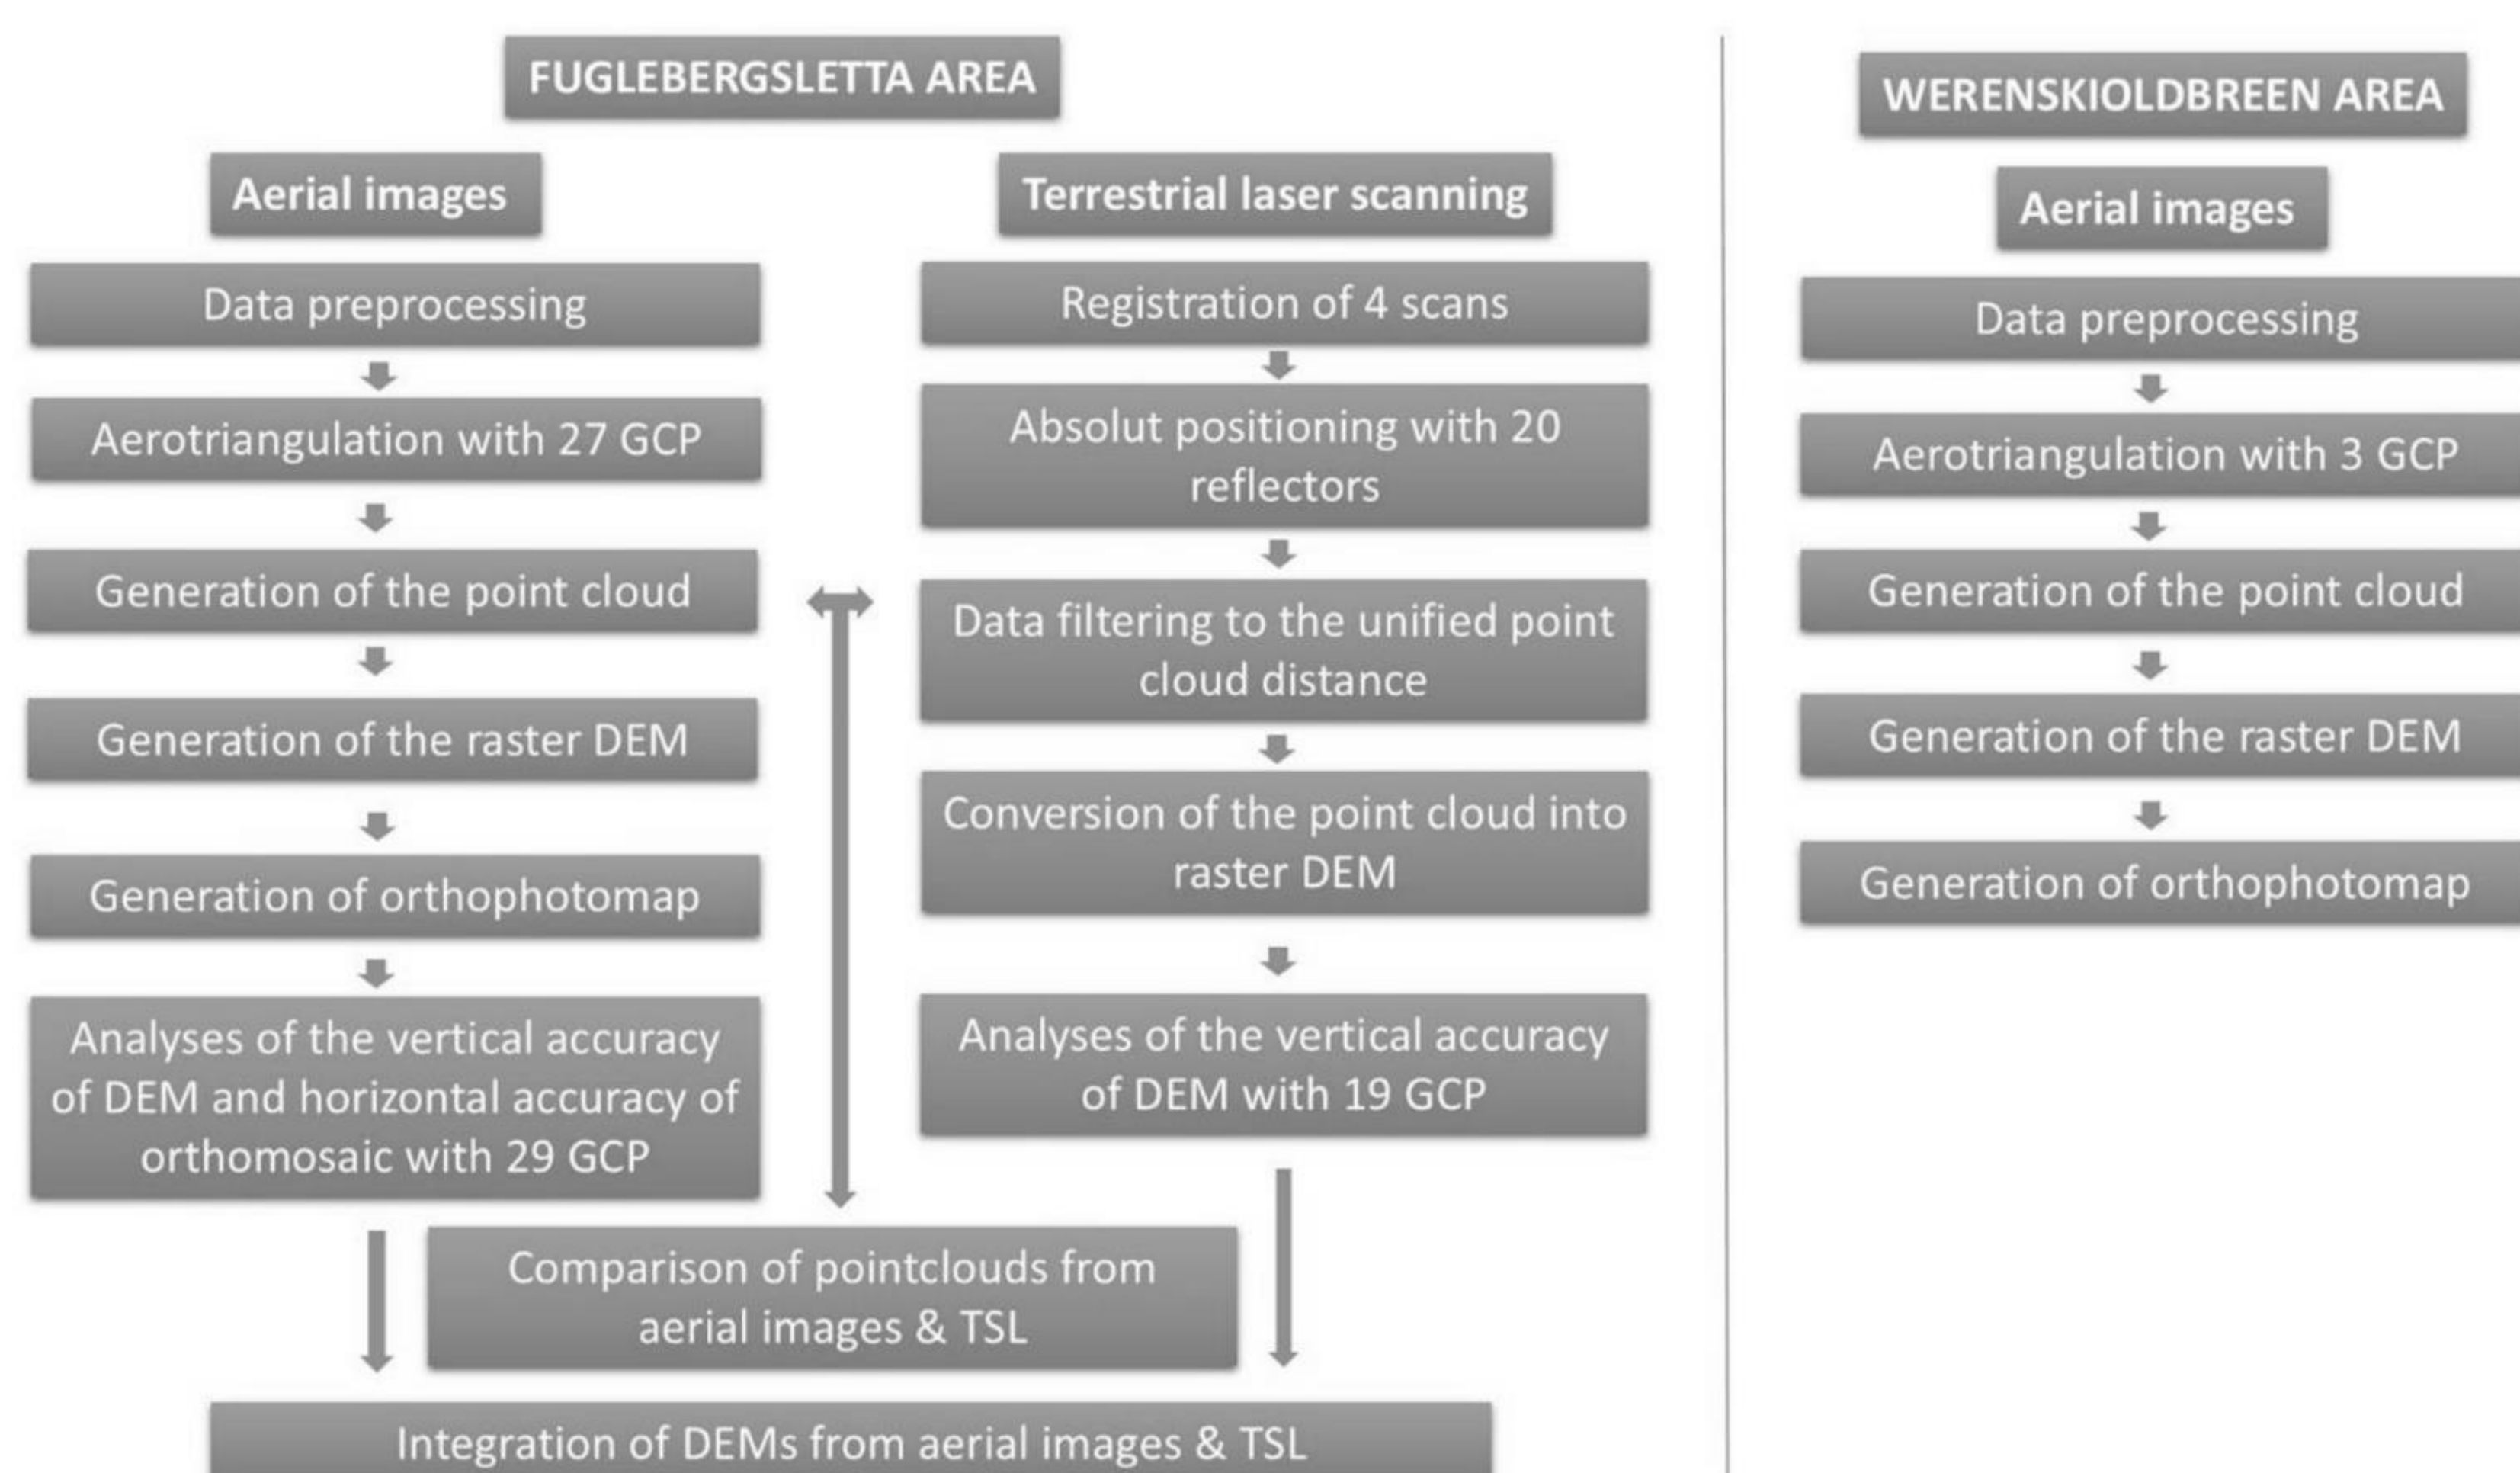 FUGLEBERGSLETTA AREA
Aerial images
Data preprocessing
Aerotriangulation with 27 GCP
Generation of the point cloud
Generation of the raster DEM
Generation of orthophotomap
Analyses of the vertical accuracy
of DEM and horizontal accuracy of
orthomosaic with 29 GCP
Terrestrial laser scanning
Registration of 4 scans
Absolut positioning with 20
reflectors
Data filtering to the unified point
cloud distance
Conversion of the point cloud into
raster DEM
Analyses of the vertical accuracy
of DEM with 19 GCP
Comparison of pointclouds from
aerial images & TSL
Integration of DEMs from aerial images & TSL
WERENSKIOLDBREEN AREA
Aerial images
Data preprocessing
Aerotriangulation with 3 GCP
Generation of the point cloud
Generation of the raster DEM
Generation of orthophotomap